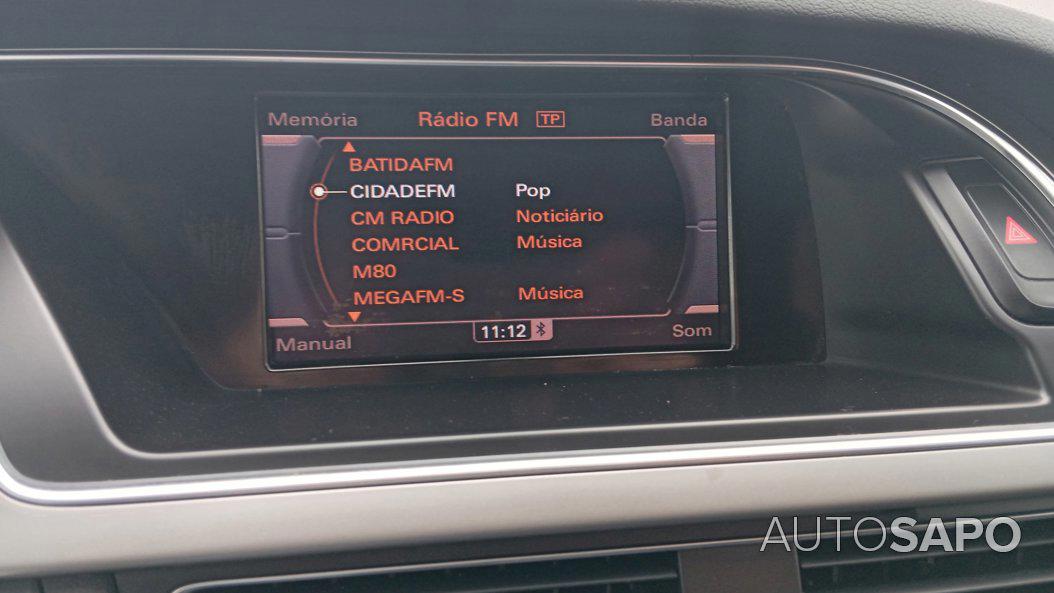 Memória Rádio FM TP Banda
BATIDAFM
CIDADEFM Pop
CM RADIO Noticiário
COMRCIAL Música
M80
MEGAFM-S Música
Manual 11:12 Som
AUTOSAPO